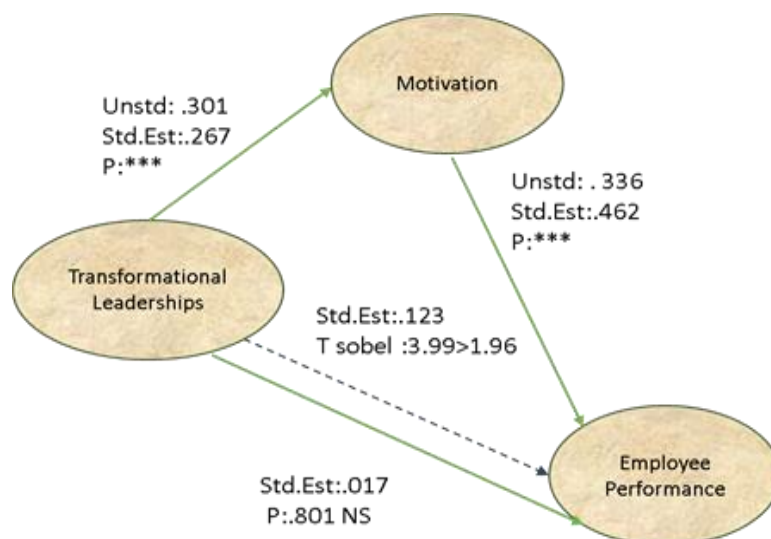 Motivation
Unstd: .301
Std.Est:.267
P:***
Unstd: . 336
Std.Est:.462
P:***
Transformational
Leaderships
Std.Est:.123
T sobel :3.99>1.96
Employee
Performance
Std.Est:.017
P:.801 NS